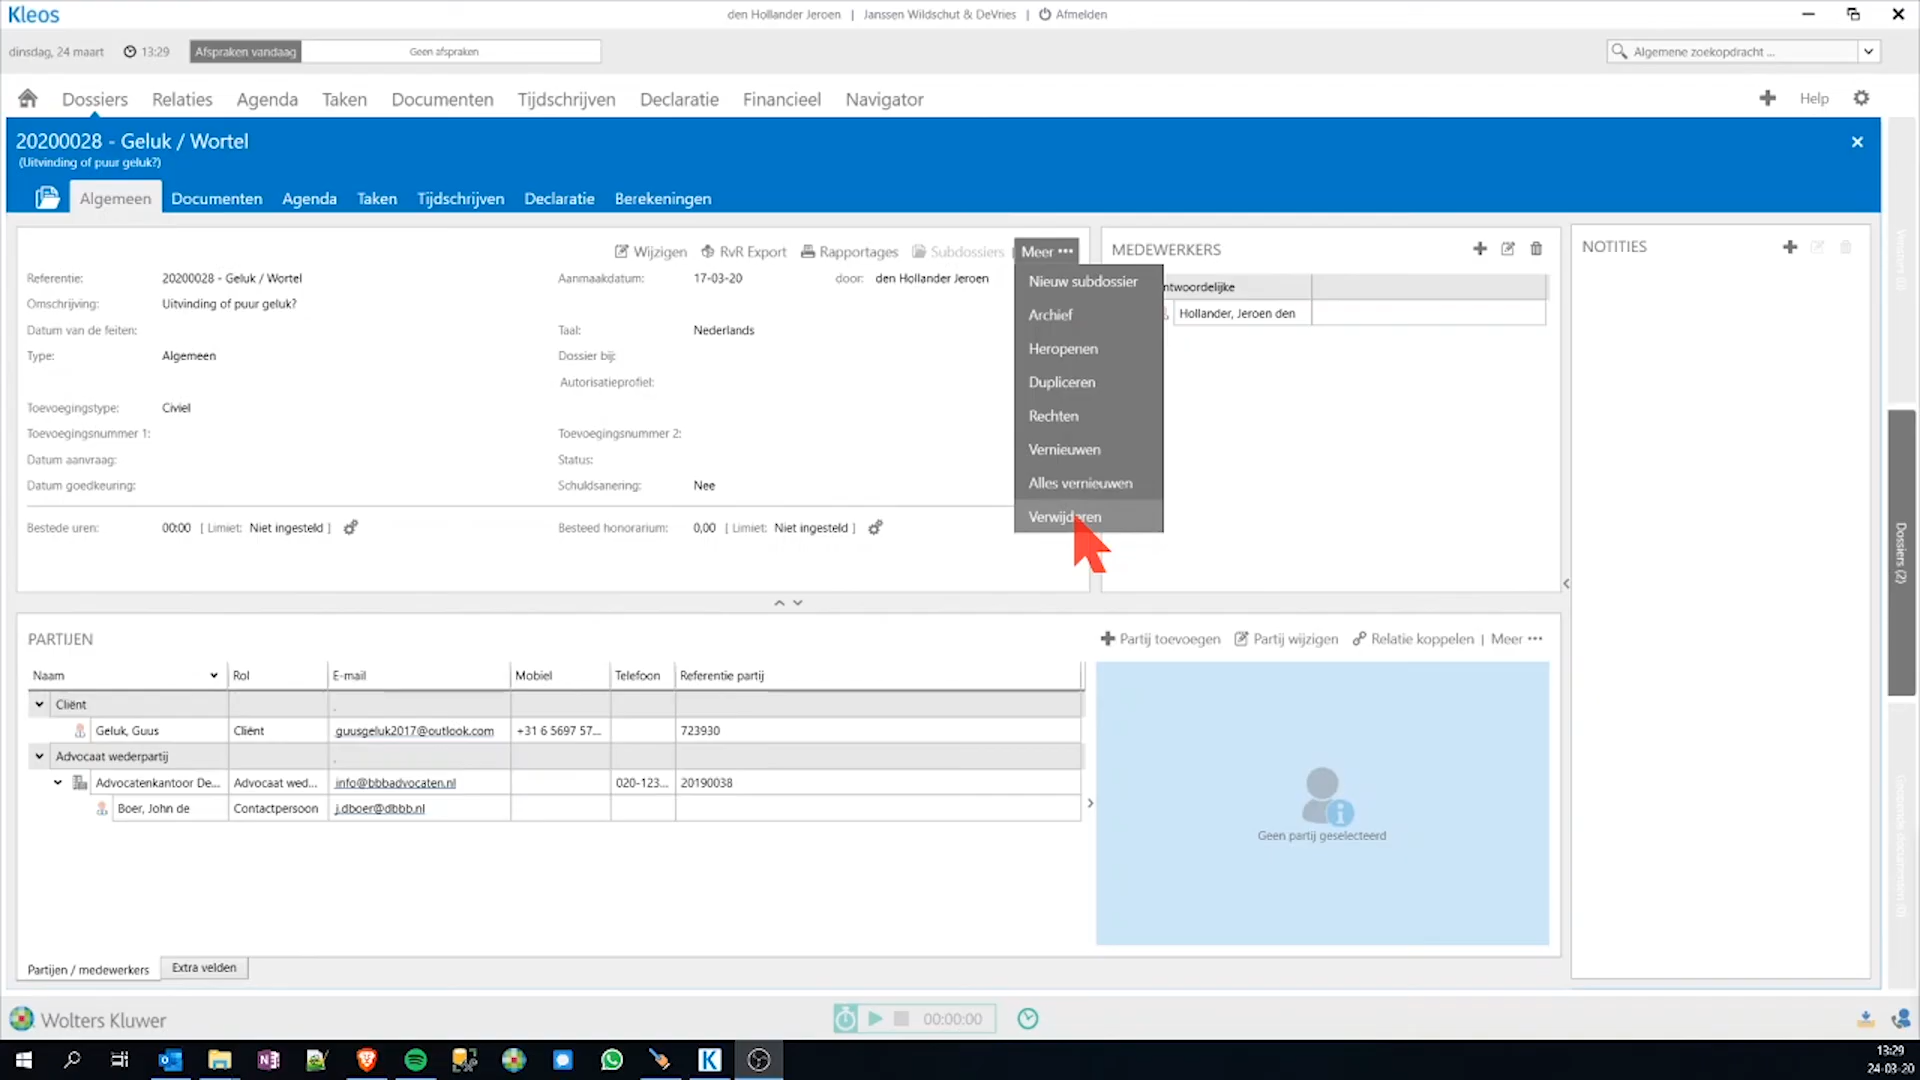 Kleos
den Hollander Jeroen | Janssen Wildschut & DeVries | Afmelden
dinsdag, 24 maart 13:29 Afspraken vandaag Geen afspraken Algemene zoekopdracht ...
Dossiers Relaties Agenda Taken Documenten Tijdschrijven Declaratie Financieel Navigator Help
20200028 - Geluk / Wortel
(Uitvinding of puur geluk?)
Algemeen Documenten Agenda Taken Tijdschrijven Declaratie Berekeningen
Wijzigen RvR Export Rapportages Subdossiers Meer •••
Referentie: 20200028 - Geluk / Wortel Aanmaakdatum: 17-03-20 door: den Hollander Jeroen
Omschrijving: Uitvinding of puur geluk?
Datum van de feiten: Taal: Nederlands
Type: Algemeen Dossier bij:
Autorisatieprofiel:
Toevoegingstype: Civiel
Toevoegingsnummer 1: Toevoegingsnummer 2:
Datum aanvraag: Status:
Datum goedkeuring: Schuldsanering: Nee
Bestede uren: 00:00 [ Limiet: Niet ingesteld ] Besteed honorarium: 0,00 [ Limiet: Niet ingesteld ]
Nieuw subdossier
Archief
Heropenen
Dupliceren
Rechten
Vernieuwen
Alles vernieuwen
Verwijderen
MEDEWERKERS
ntwoordelijke
Hollander, Jeroen den
NOTITIES
Dossiers (2)
PARTIJEN
Partij toevoegen Partij wijzigen Relatie koppelen | Meer •••
Naam Rol E-mail Mobiel Telefoon Referentie partij
Cliënt
Geluk, Guus Cliënt guusgeluk2017@outlook.com +31 6 5697 57... 723930
Advocaat wederpartij
Advocatenkantoor De... Advocaat wed... info@bbbadvocaten.nl 020-123... 20190038
Boer, John de Contactpersoon j.dboer@dbbb.nl
Geen partij geselecteerd
Partijen / medewerkers Extra velden
Wolters Kluwer 00:00:00
13:29
24-03-20